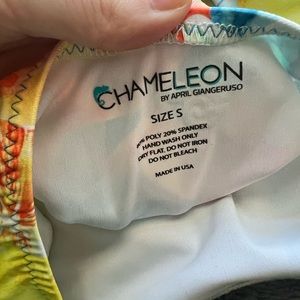 CHAMELEON
BY APRIL GIANGERUSO
SIZE S
80% POLY 20% SPANDEX
HAND WASH ONLY
DRY FLAT, DO NOT IRON
DO NOT BLEACH
MADE IN USA